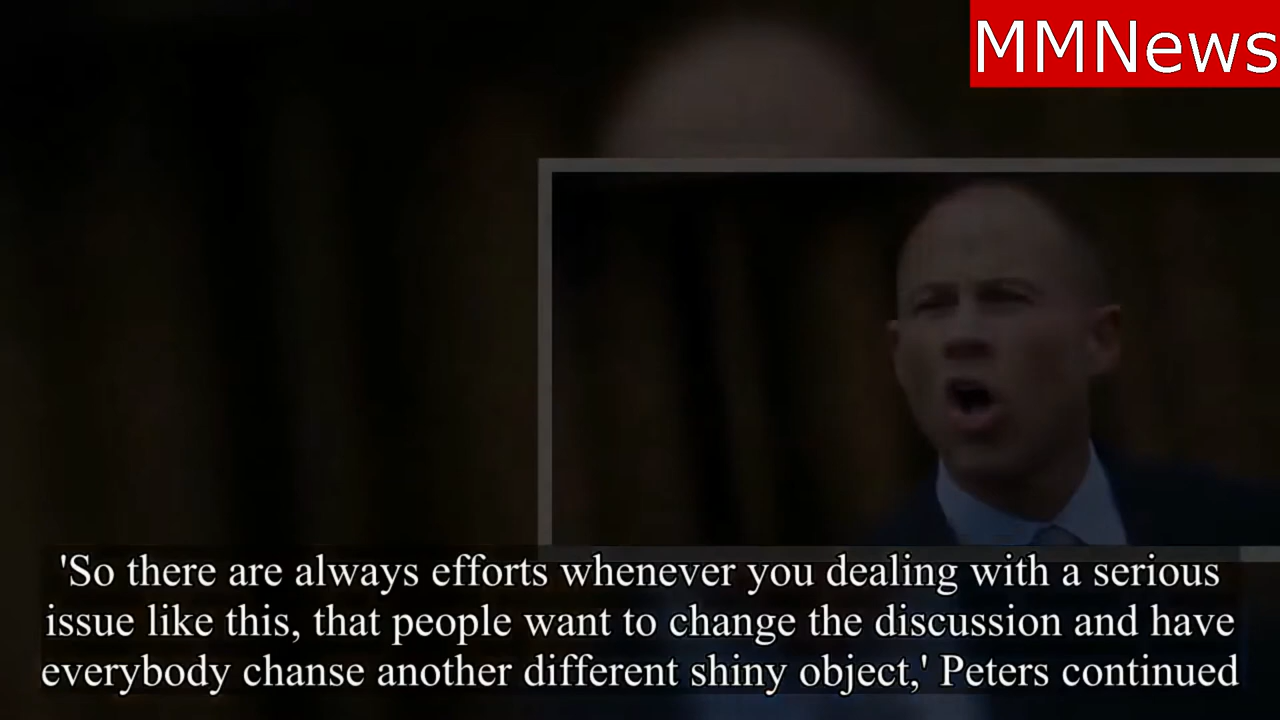 MMNews
'So there are always efforts whenever you dealing with a serious
issue like this, that people want to change the discussion and have
everybody chanse another different shiny object,' Peters continued